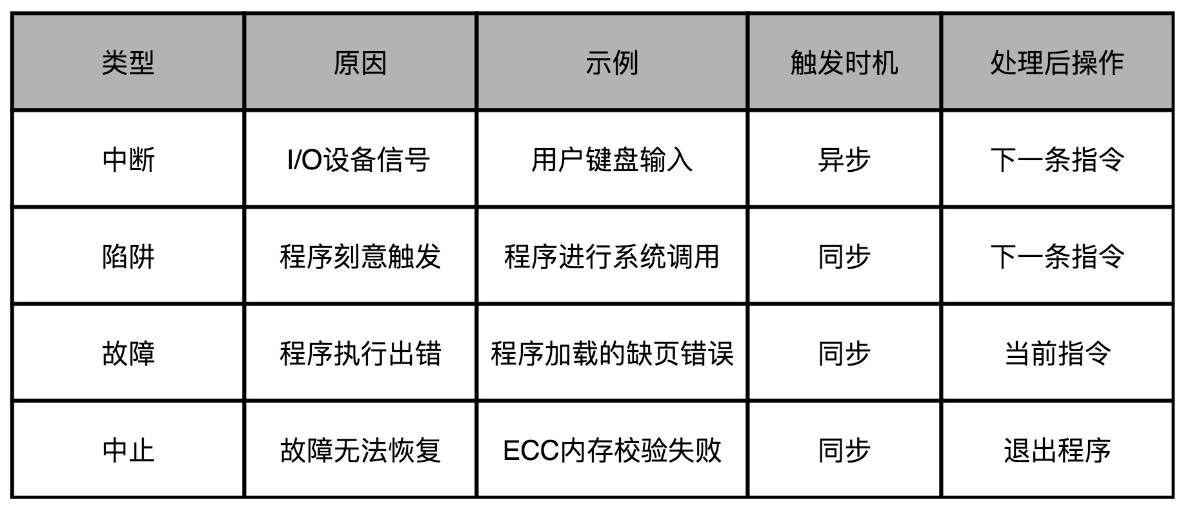 类型 原因 示例 触发时机 处理后操作
中断 I/O设备信号 用户键盘输入 异步 下一条指令
陷阱 程序刻意触发 程序进行系统调用 同步 下一条指令
故障 程序执行出错 程序加载的缺页错误 同步 当前指令
中止 故障无法恢复 ECC内存校验失败 同步 退出程序